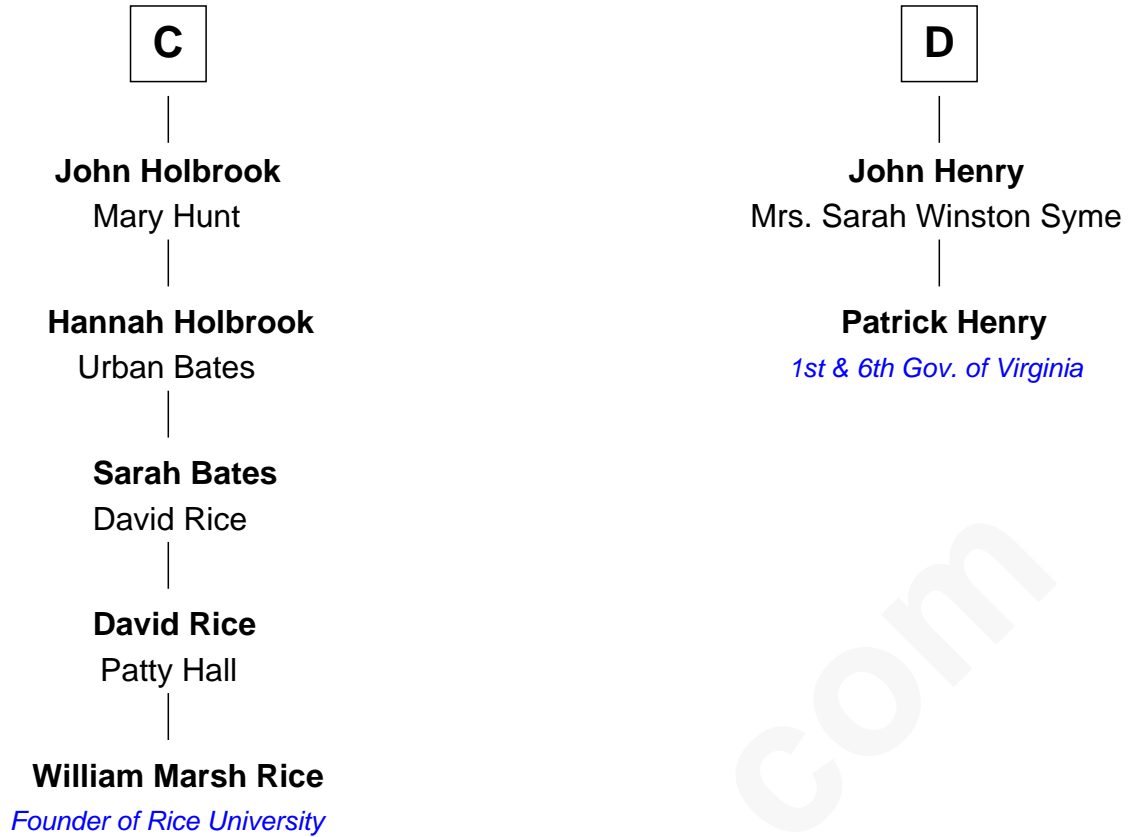 C
John Holbrook
Mary Hunt
Hannah Holbrook
Urban Bates
Sarah Bates
David Rice
David Rice
Patty Hall
William Marsh Rice
Founder of Rice University
D
John Henry
Mrs. Sarah Winston Syme
Patrick Henry
1st & 6th Gov. of Virginia
com